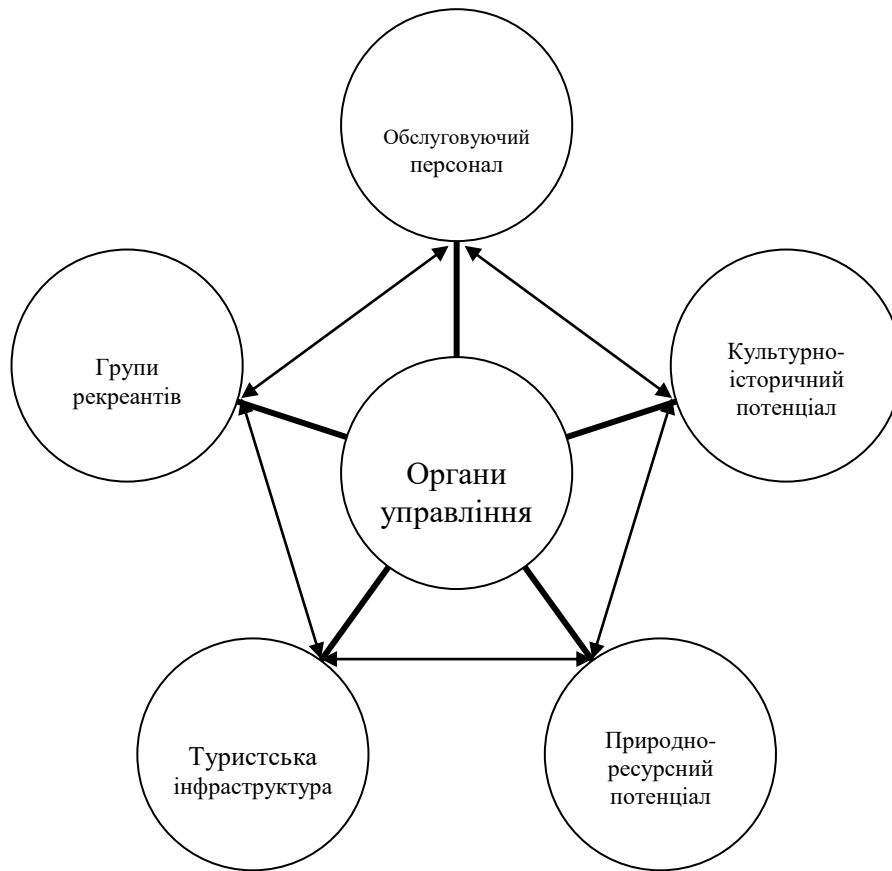 Обслуговуючий
персонал
Групи
рекреантів
Культурно-
історичний
потенціал
Органи
управління
Туристська
інфраструктура
Природно-
ресурсний
потенціал